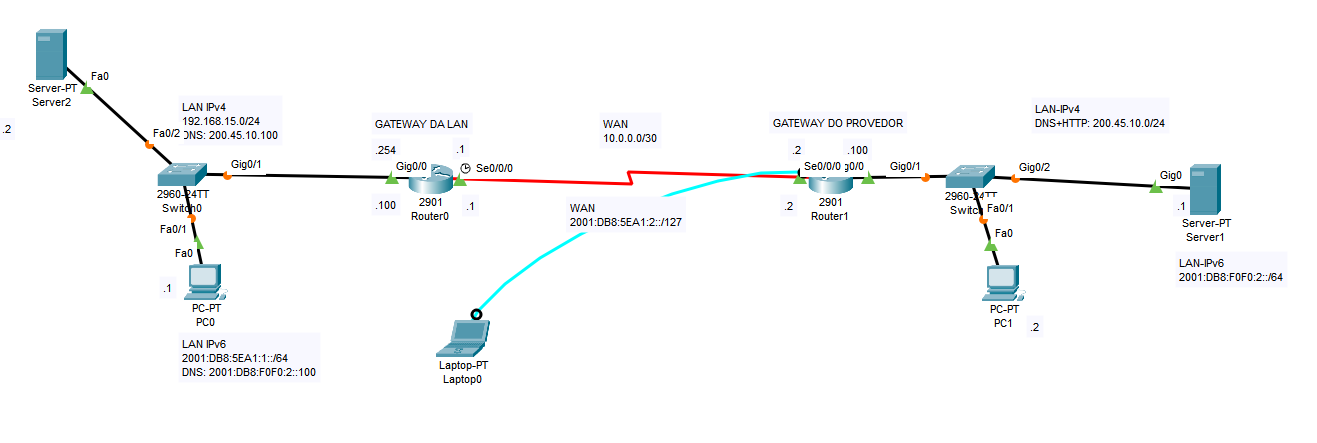 Fa0
Server-PT
Server2
.2
LAN IPv4
192.168.15.0/24
DNS: 200.45.10.100
Fa0/2
Gig0/1
2960-24TT
Switch0
Fa0/1
Fa0
.1
PC-PT
PC0
LAN IPv6
2001:DB8:5EA1:1::/64
DNS: 2001:DB8:F0F0:2::100
GATEWAY DA LAN
.254
.1
Gig0/0
Se0/0/0
.100
2901
.1
Router0
WAN
10.0.0.0/30
WAN
2001:DB8:5EA1:2::/127
Laptop-PT
Laptop0
GATEWAY DO PROVEDOR
.2
.100
Se0/0/0
g0/0
Gig0/1
.2
2901
Router1
LAN-IPv4
DNS+HTTP: 200.45.10.0/24
Gig0/2
Gig0
2960-24TT
Switch
Fa0/1
Fa0
PC-PT
PC1
.2
.1
Server-PT
Server1
LAN-IPv6
2001:DB8:F0F0:2::/64